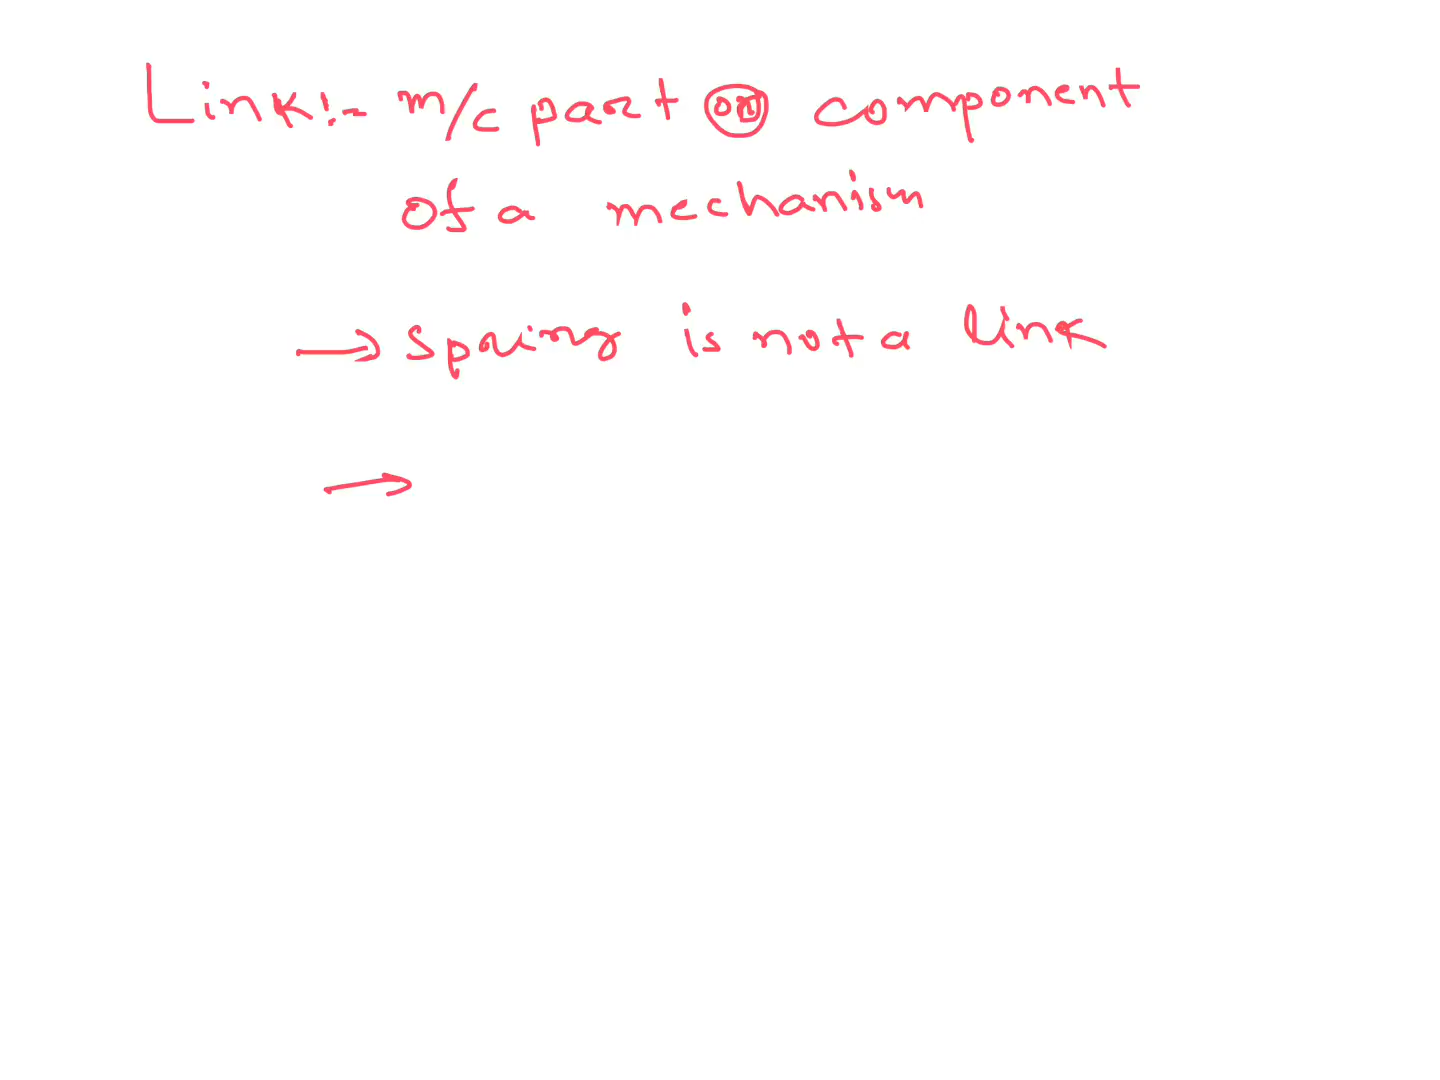 Link:- m/c part or component
of a mechanism
→ spring is not a link
→